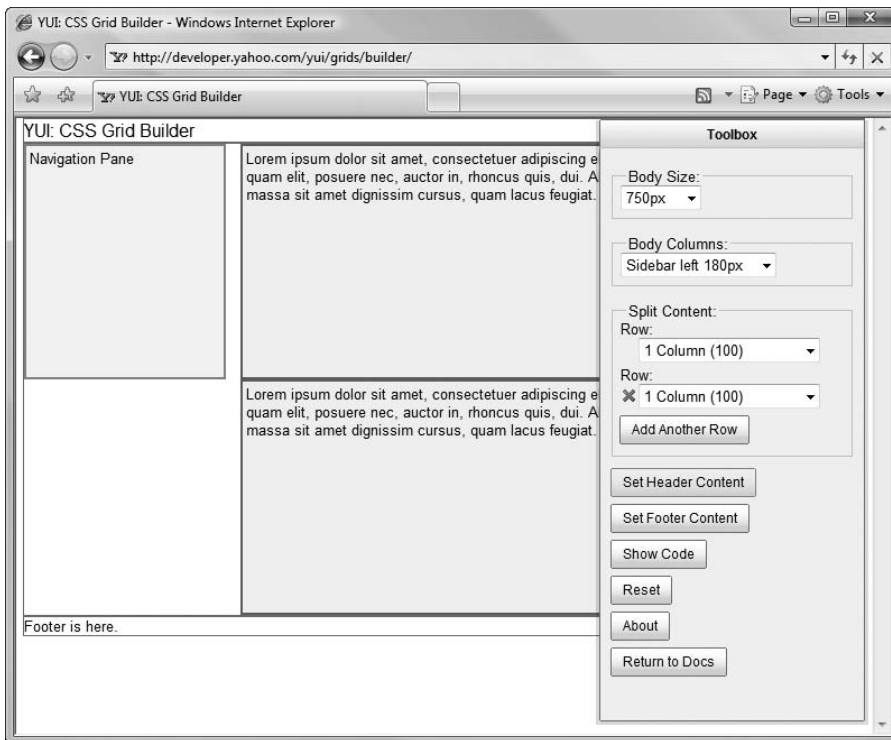 YUI: CSS Grid Builder - Windows Internet Explorer
http://developer.yahoo.com/yui/grids/builder/
YUI: CSS Grid Builder
Page
Tools
YUI: CSS Grid Builder
Navigation Pane
Lorem ipsum dolor sit amet, consectetuer adipiscing e
quam elit, posuere nec, auctor in, rhoncus quis, dui. A
massa sit amet dignissim cursus, quam lacus feugiat.
Lorem ipsum dolor sit amet, consectetuer adipiscing e
quam elit, posuere nec, auctor in, rhoncus quis, dui. A
massa sit amet dignissim cursus, quam lacus feugiat.
Footer is here.
Toolbox
Body Size:
750px
Body Columns:
Sidebar left 180px
Split Content:
Row:
1 Column (100)
Row:
1 Column (100)
Add Another Row
Set Header Content
Set Footer Content
Show Code
Reset
About
Return to Docs